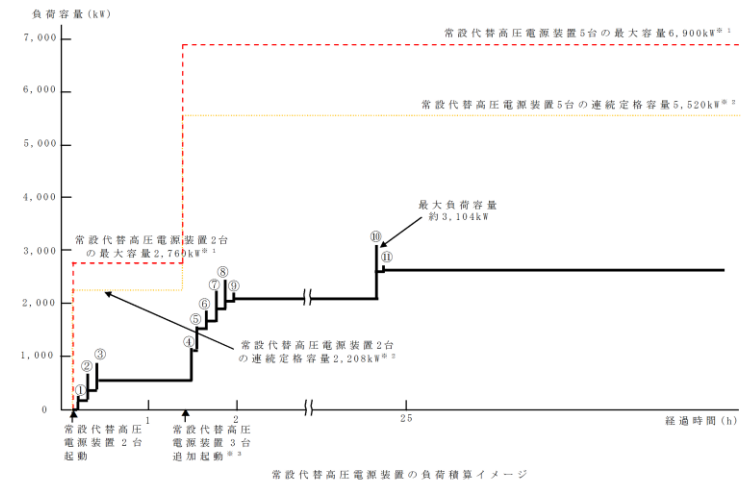 負荷容量(kW)
7,000
常設代替高圧電源装置5台の最大容量6,900kW※1
6,000
常設代替高圧電源装置5台の連続定格容量5,520kW※2
5,000
4,000
最大負荷容量
約3,104kW
⑩
⑪
3,000
常設代替高圧電源装置2台
の最大容量2,760kW※1
⑧
⑦
⑨
2,000
⑥
⑤
常設代替高圧電源装置2台
の連続定格容量2,208kW※2
④
1,000
③
②
①
0
1
2
25
経過時間(h)
常設代替高圧
電源装置2台
起動
常設代替高圧
電源装置3台
追加起動※3
常設代替高圧電源装置の負荷積算イメージ